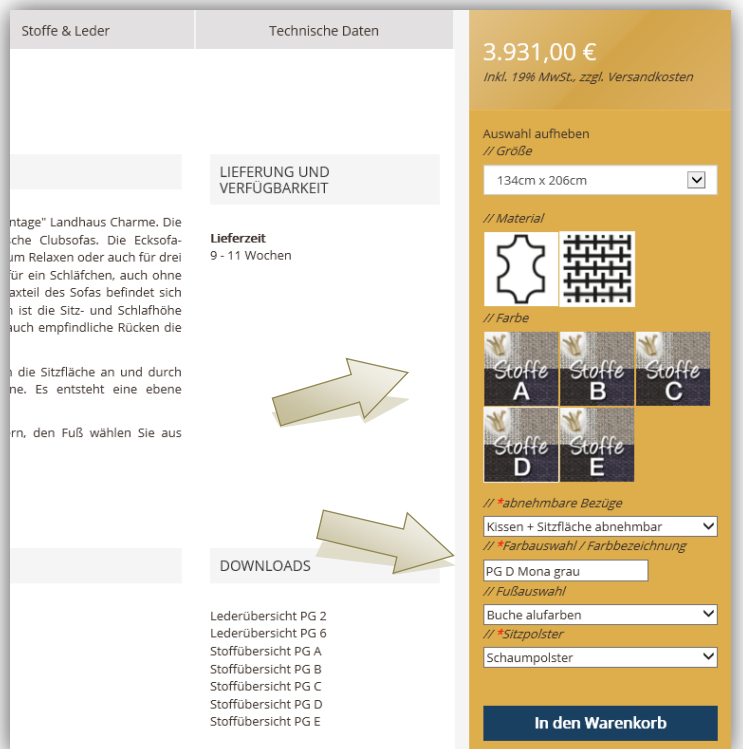 Stoffe & Leder
Technische Daten
ntage" Landhaus Charme. Die
sche Clubsofas. Die Ecksofa-
um Relaxen oder auch für drei
für ein Schläfchen, auch ohne
axteil des Sofas befindet sich
ist die Sitz- und Schlafhöhe
auch empfindliche Rücken die
die Sitzfläche an und durch
ne. Es entsteht eine ebene
rn, den Fuß wählen Sie aus
LIEFERUNG UND
VERFÜGBARKEIT
Lieferzeit
9 - 11 Wochen
DOWNLOADS
Lederübersicht PG 2
Lederübersicht PG 6
Stoffübersicht PG A
Stoffübersicht PG B
Stoffübersicht PG C
Stoffübersicht PG D
Stoffübersicht PG E
3.931,00 €
Inkl. 19% MwSt., zzgl. Versandkosten
Auswahl aufheben
// Größe
134cm x 206cm
// Material
// Farbe
Stoffe A
Stoffe B
Stoffe C
Stoffe D
Stoffe E
// *abnehmbare Bezüge
Kissen + Sitzfläche abnehmbar
// *Farbauswahl / Farbbezeichnung
PG D Mona grau
// Fußauswahl
Buche alufarben
// *Sitzpolster
Schaumpolster
In den Warenkorb